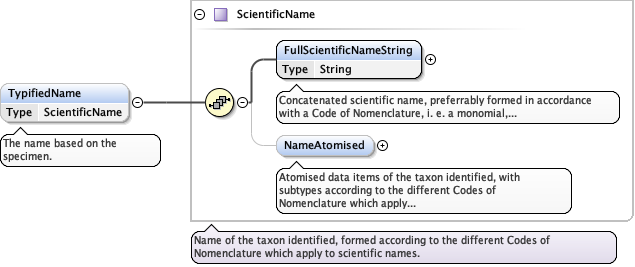 ScientificName
FullScientificNameString
Type String
Concatenated scientific name, preferrably formed in accordance
with a Code of Nomenclature, i. e. a monomial,...
TypifiedName
Type ScientificName
The name based on the
specimen.
NameAtomised
Atomised data items of the taxon identified, with
subtypes according to the different Codes of
Nomenclature which apply...
Name of the taxon identified, formed according to the different Codes of
Nomenclature which apply to scientific names.